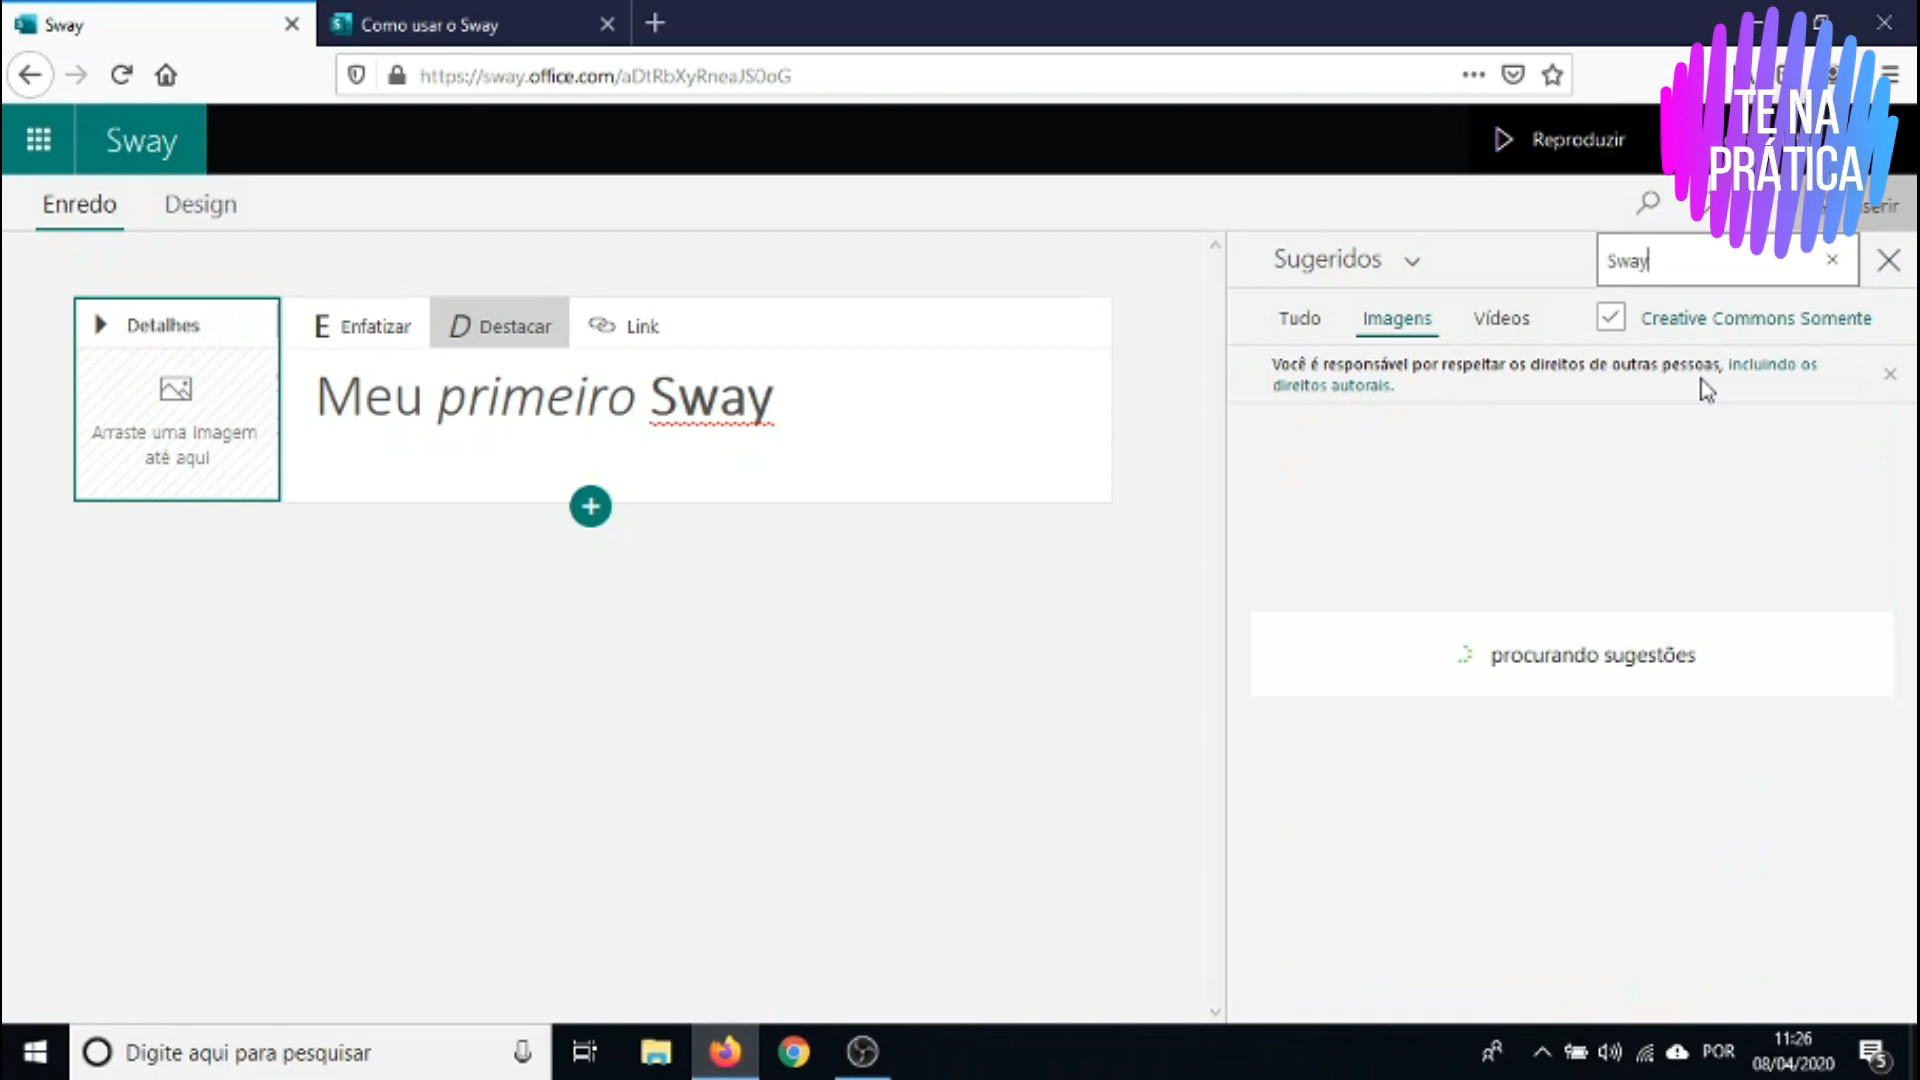 Sway
Como usar o Sway
https://sway.office.com/aDtRbXyRneaJS0oG
Sway
Reproduzir
TE NA
PRÁTICA
Enredo
Design
Sugeridos
Sway
Detalhes
E Enfatizar
D Destacar
Link
Tudo
Imagens
Vídeos
Creative Commons Somente
Você é responsável por respeitar os direitos de outras pessoas, incluindo os
direitos autorais.
Meu primeiro Sway
Arraste uma imagem
até aqui
procurando sugestões
Digite aqui para pesquisar
POR
11:26
08/04/2020
5